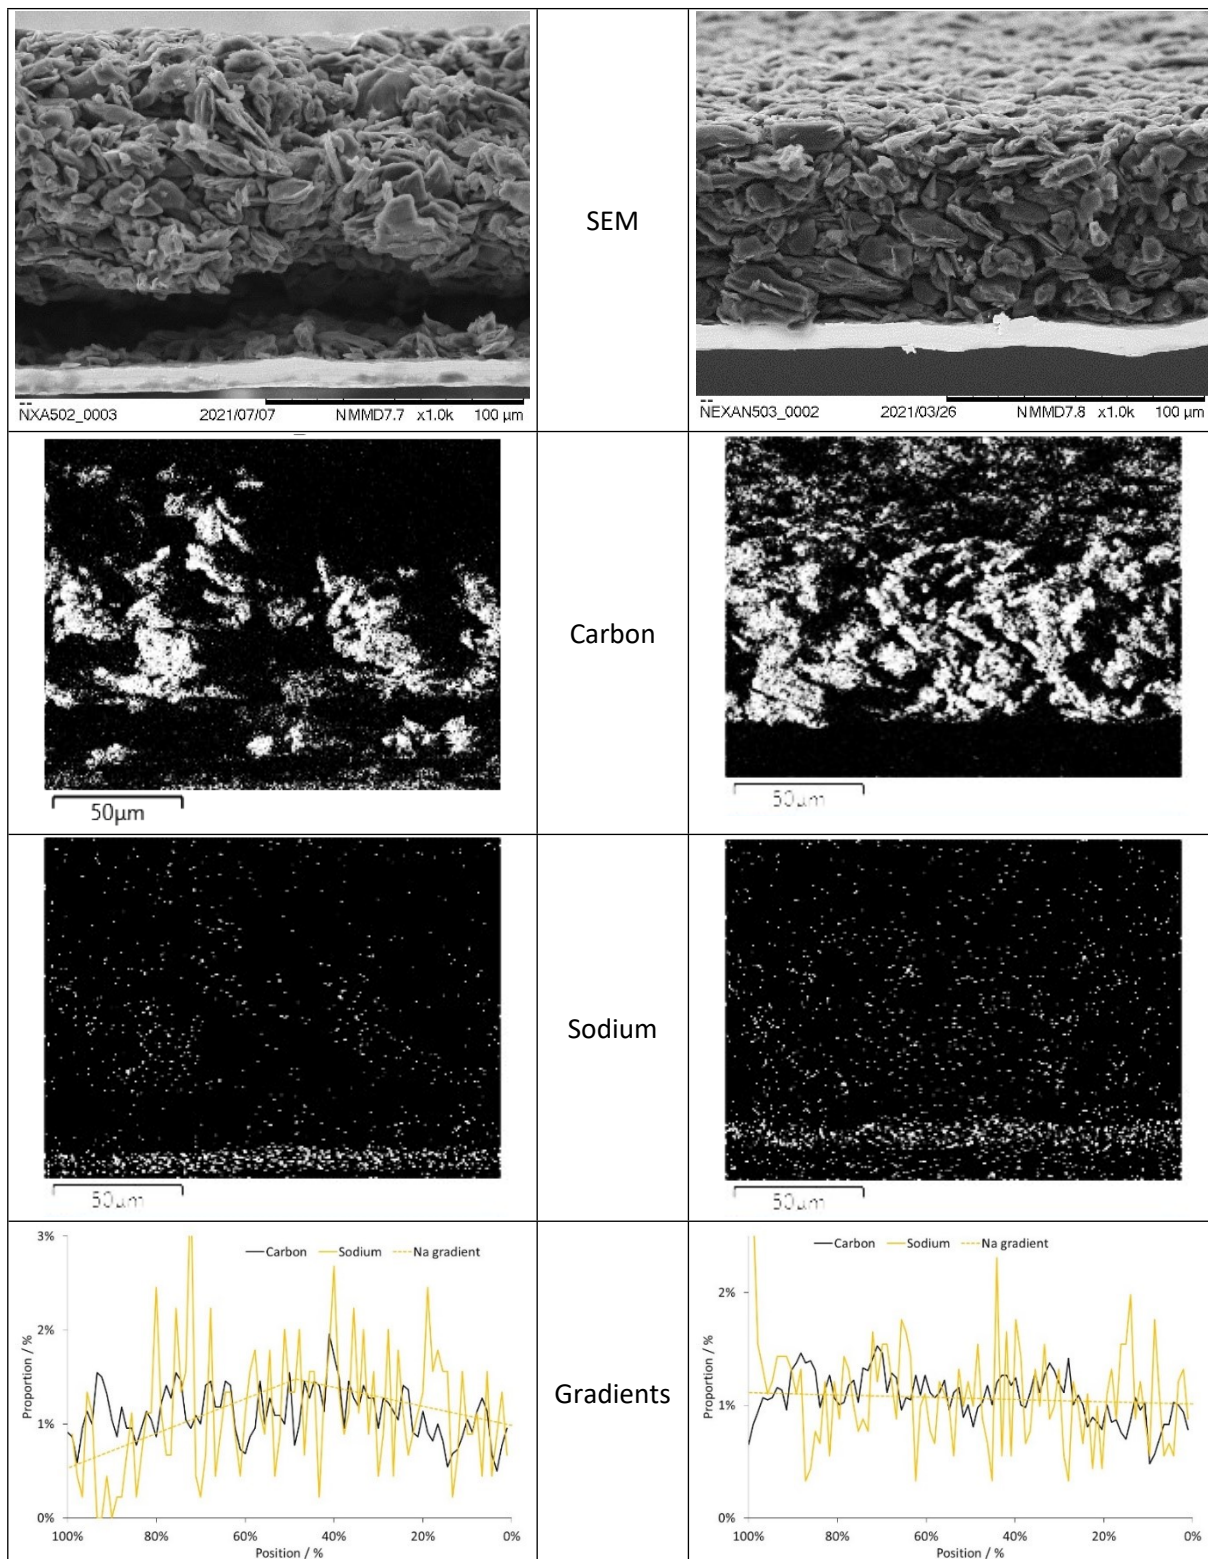 SEM
NXA502_0003 2021/07/07 NMMD7.7 x1.0k 100 µm
NEXAN503_0002 2021/03/26 NMMD7.8 x1.0k 100 µm
Carbon
50µm
50µm
Sodium
50µm
50µm
Gradients
Carbon Sodium Na gradient
3%
2%
1%
0%
Proportion / %
100% 80% 60% 40% 20% 0%
Position / %
Carbon Sodium Na gradient
2%
1%
0%
Proportion / %
100% 80% 60% 40% 20% 0%
Position / %